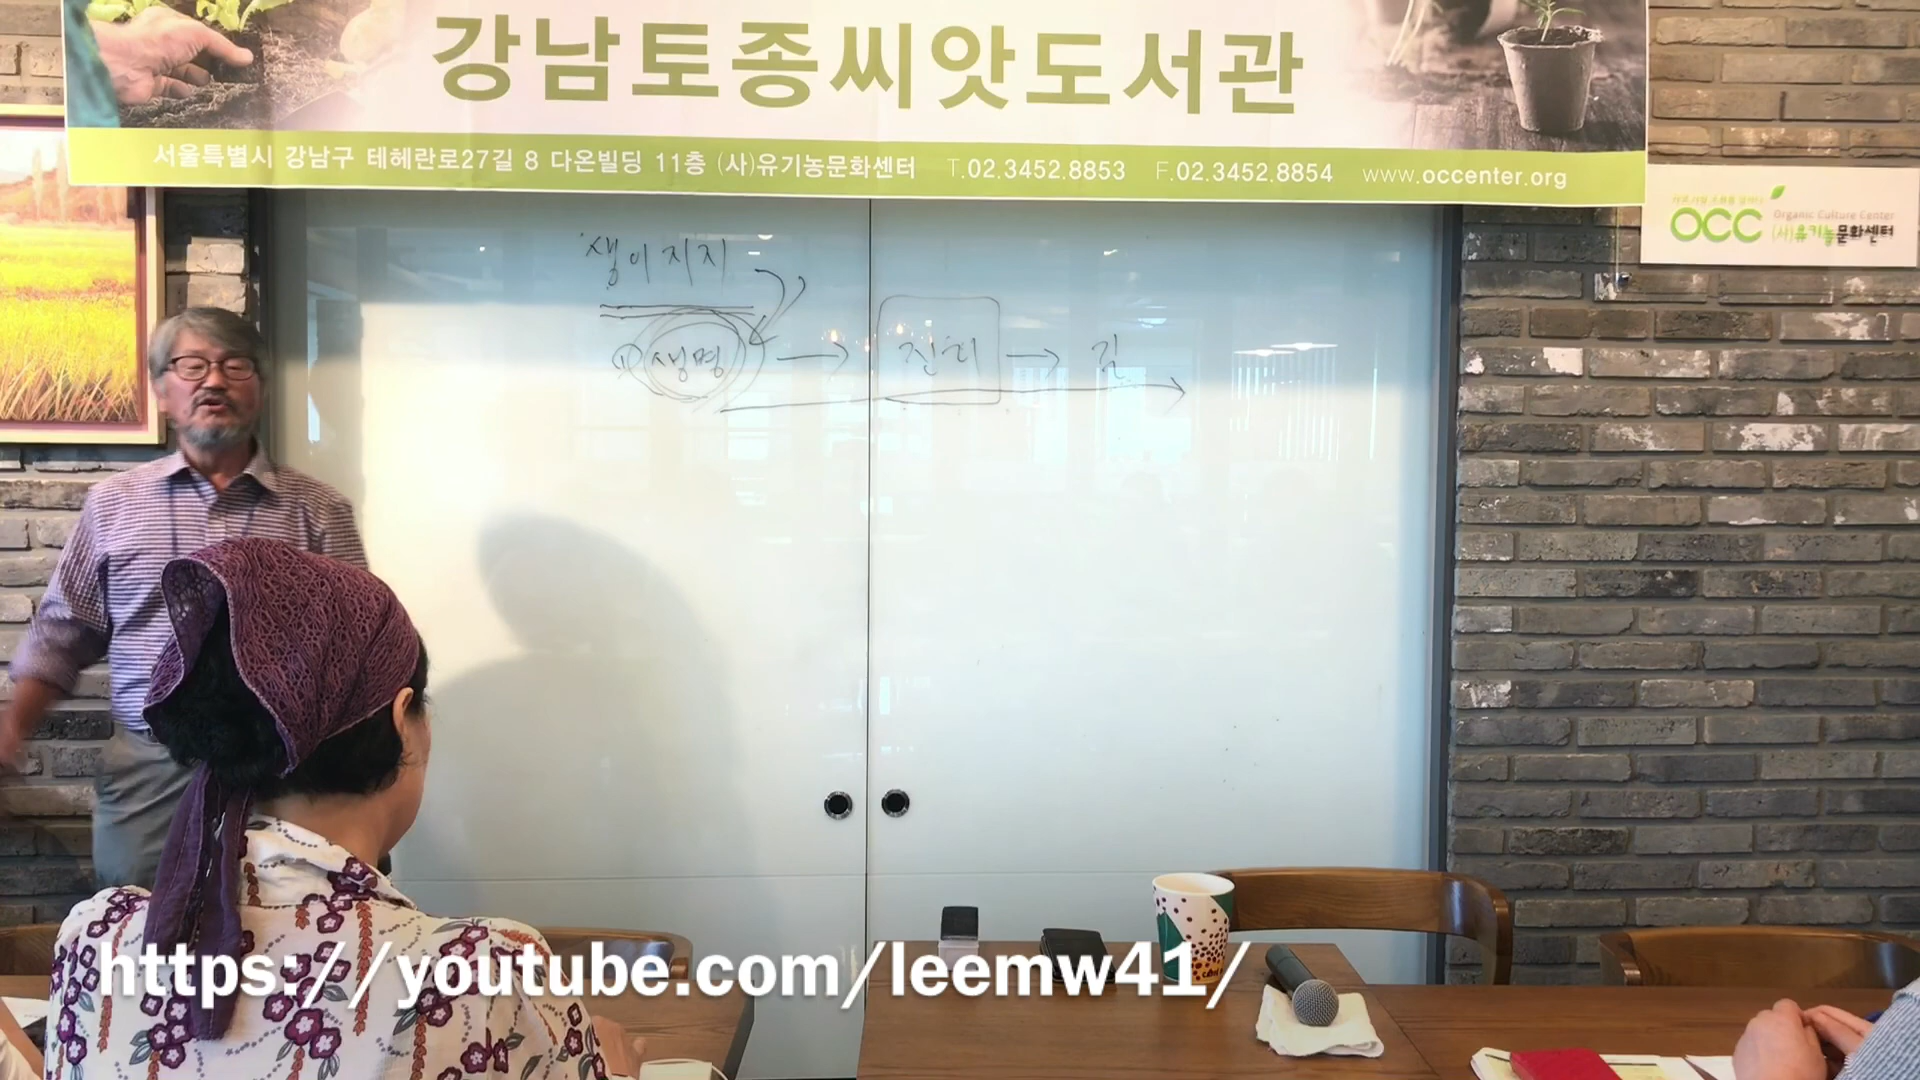 강남토종씨앗도서관
서울특별시 강남구 테헤란로27길 8 다온빌딩 11층 (사)유기농문화센터 T.02.3452.8853 F.02.3452.8854 www.occenter.org
OCC Organic Culture Center
(사)유기농문화센터
생이지지
1) 생명 → 진리 → 길
https://youtube.com/leemw41/